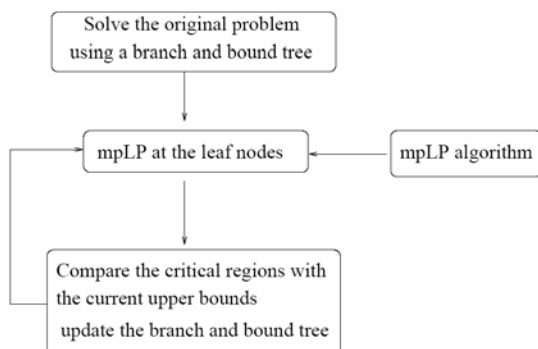 Solve the original problem
using a branch and bound tree
mpLP at the leaf nodes
mpLP algorithm
Compare the critical regions with
the current upper bounds
update the branch and bound tree